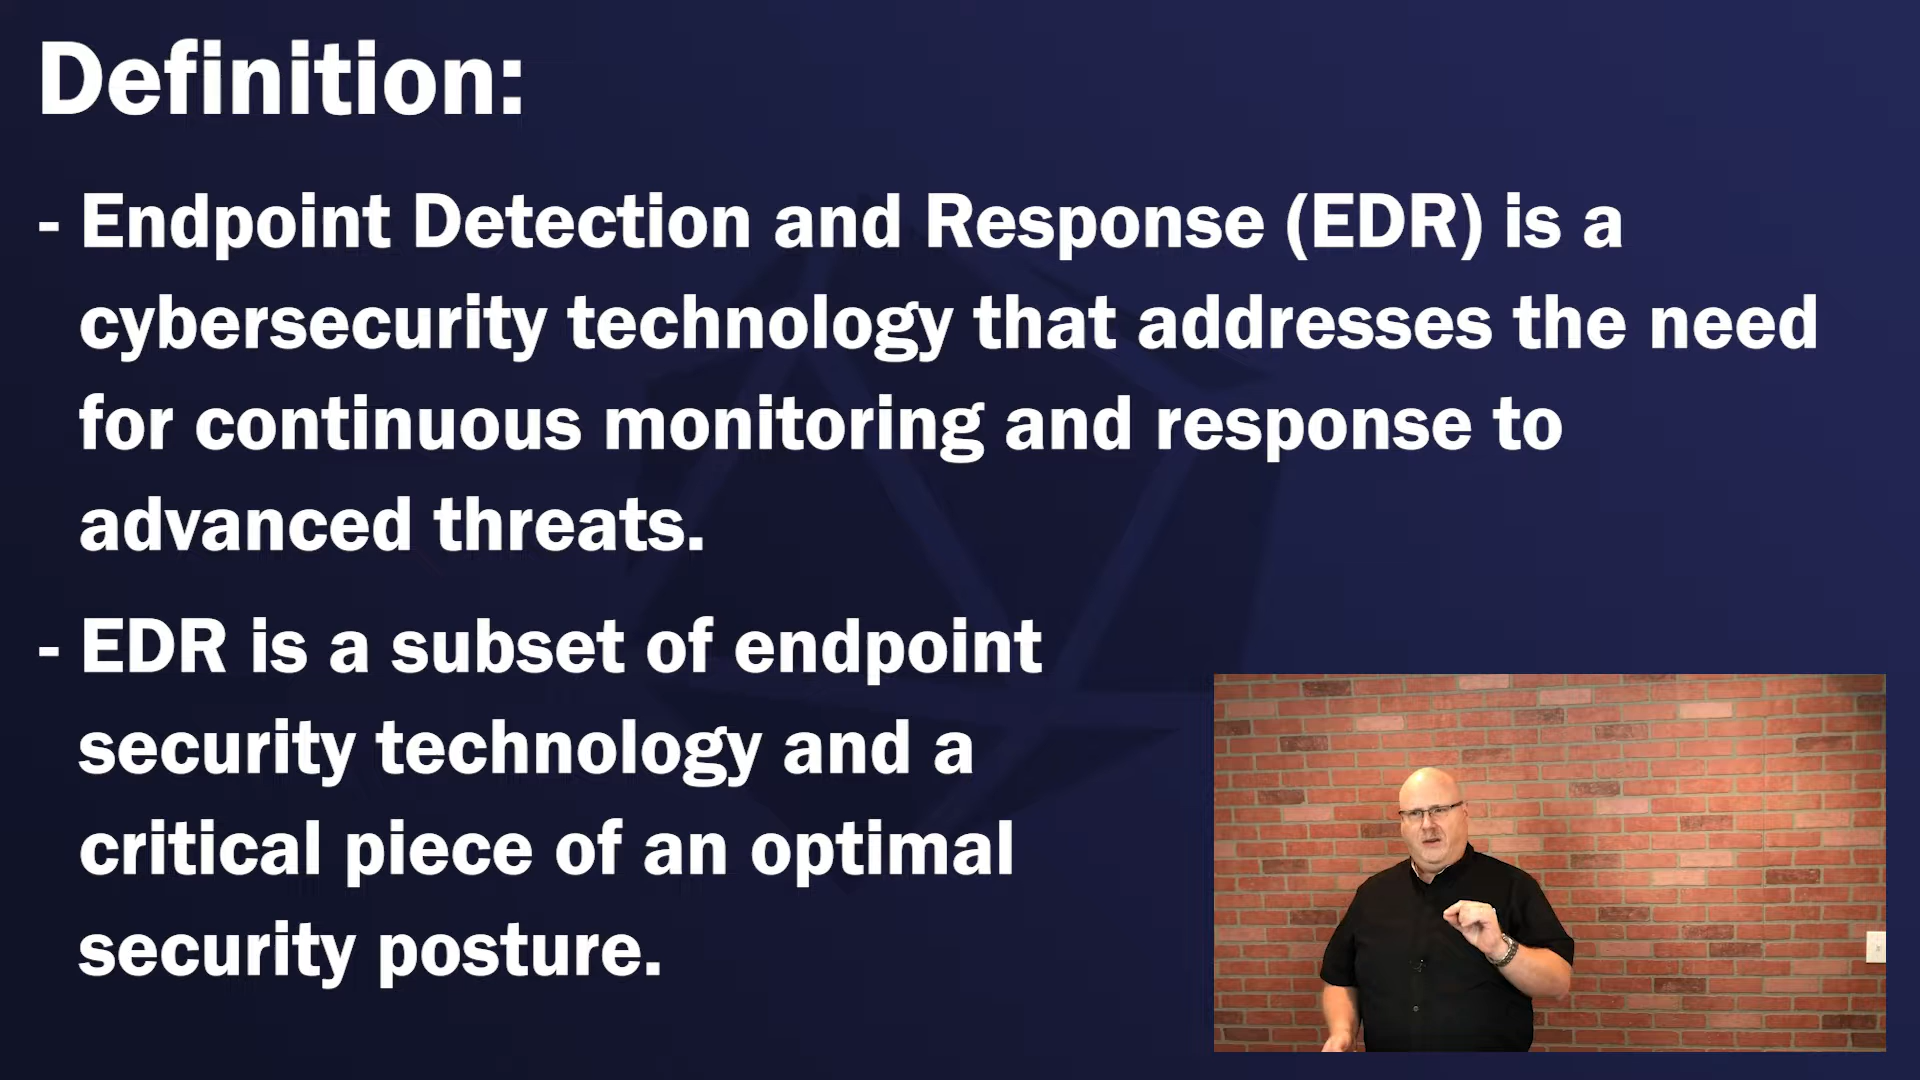 Definition:
- Endpoint Detection and Response (EDR) is a
cybersecurity technology that addresses the need
for continuous monitoring and response to
advanced threats.
- EDR is a subset of endpoint
security technology and a
critical piece of an optimal
security posture.